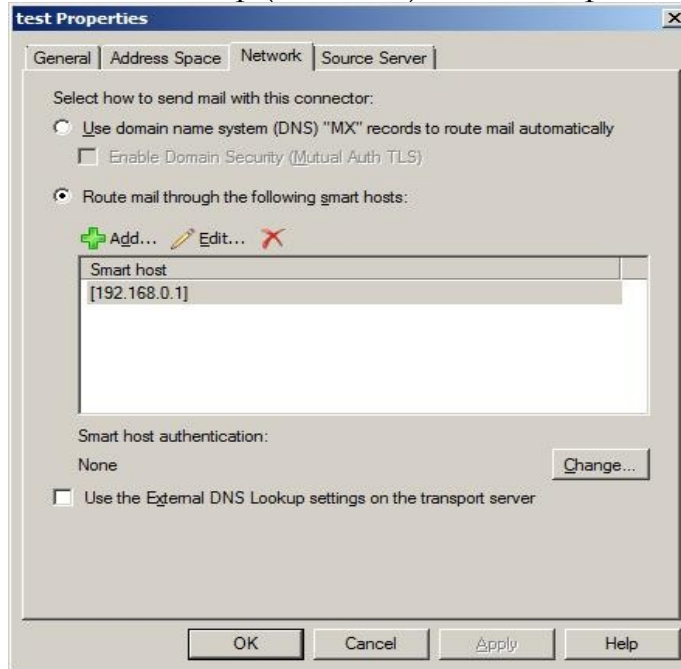 test Properties
General Address Space Network Source Server
Select how to send mail with this connector:
Use domain name system (DNS) "MX" records to route mail automatically
Enable Domain Security (Mutual Auth TLS)
Route mail through the following smart hosts:
Add... Edit...
Smart host
[192.168.0.1]
Smart host authentication:
None Change...
Use the External DNS Lookup settings on the transport server
OK Cancel Apply Help